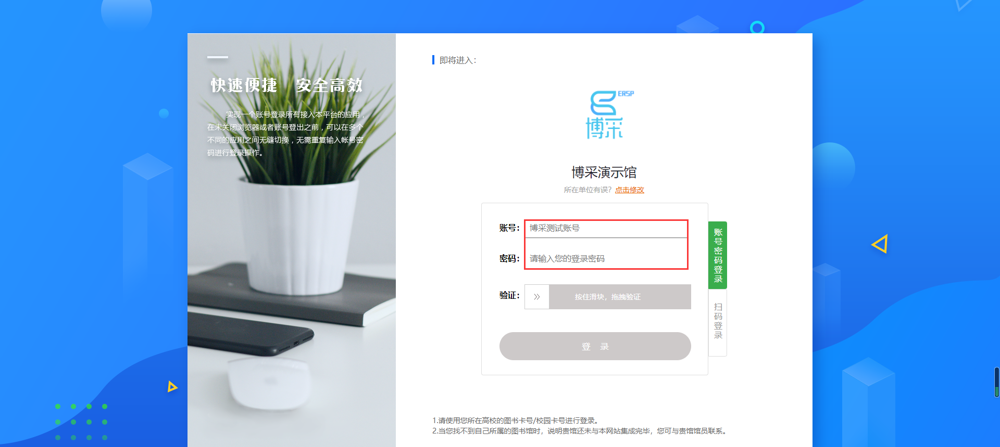 快速便捷 安全高效
实现一个账号登录所有接入本平台的应用，
在未关闭浏览器或者账号登出之前，可以在多个
不同的应用之间无缝切换，无需重复输入帐号密
码进行登录操作。
即将进入：
ERSP
博采
博采演示馆
所在单位有误？点击修改
账号： 博采测试账号
密码： 请输入您的登录密码
验证： 按住滑块，拖拽验证
登 录
账号密码登录
扫码登录
1.请使用您所在高校的图书卡号/校园卡号进行登录。
2.当您找不到自己所属的图书馆时，说明贵馆还未与本网站集成完毕，您可与贵馆馆员联系。